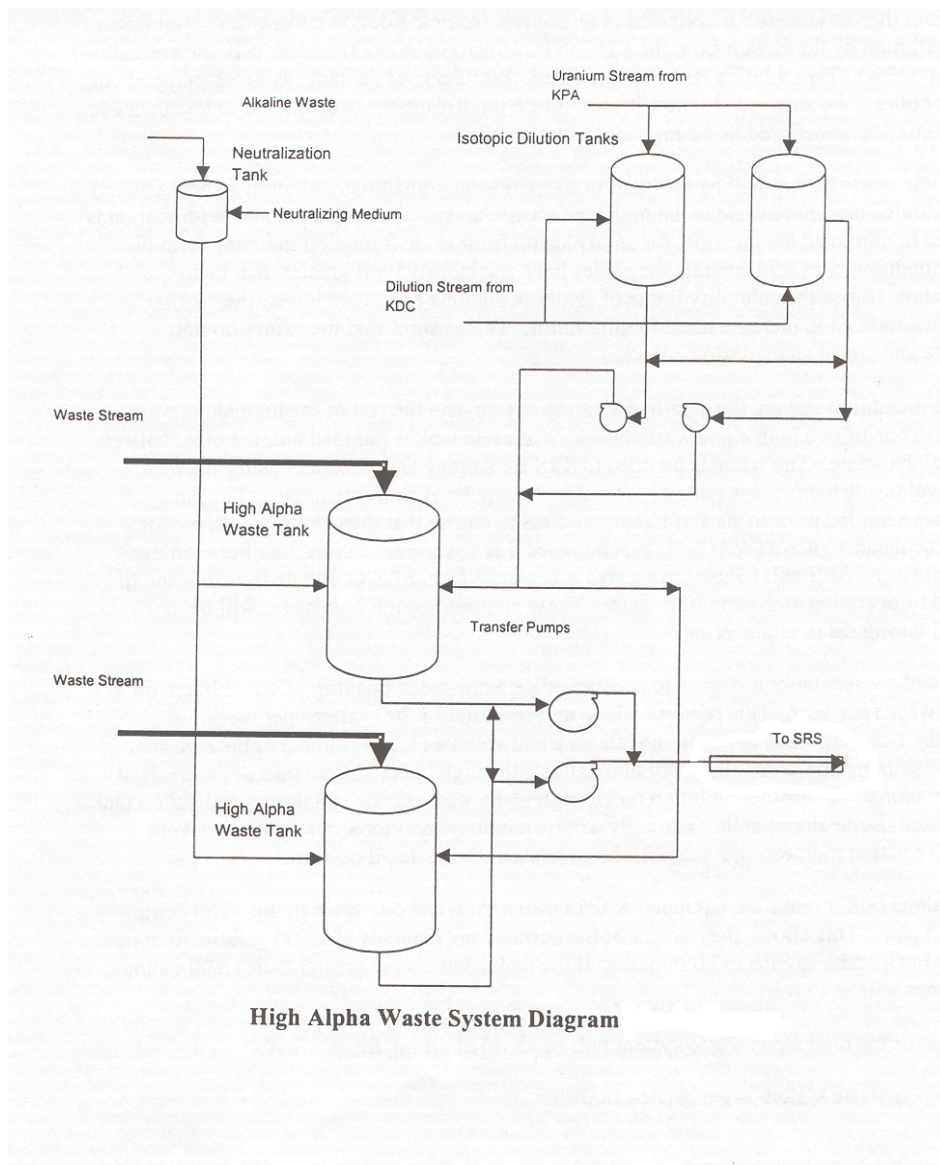 Uranium Stream from
KPA
Alkaline Waste
Isotopic Dilution Tanks
Neutralization
Tank
Neutralizing Medium
Dilution Stream from
KDC
Waste Stream
High Alpha
Waste Tank
Transfer Pumps
Waste Stream
To SRS
High Alpha
Waste Tank
High Alpha Waste System Diagram